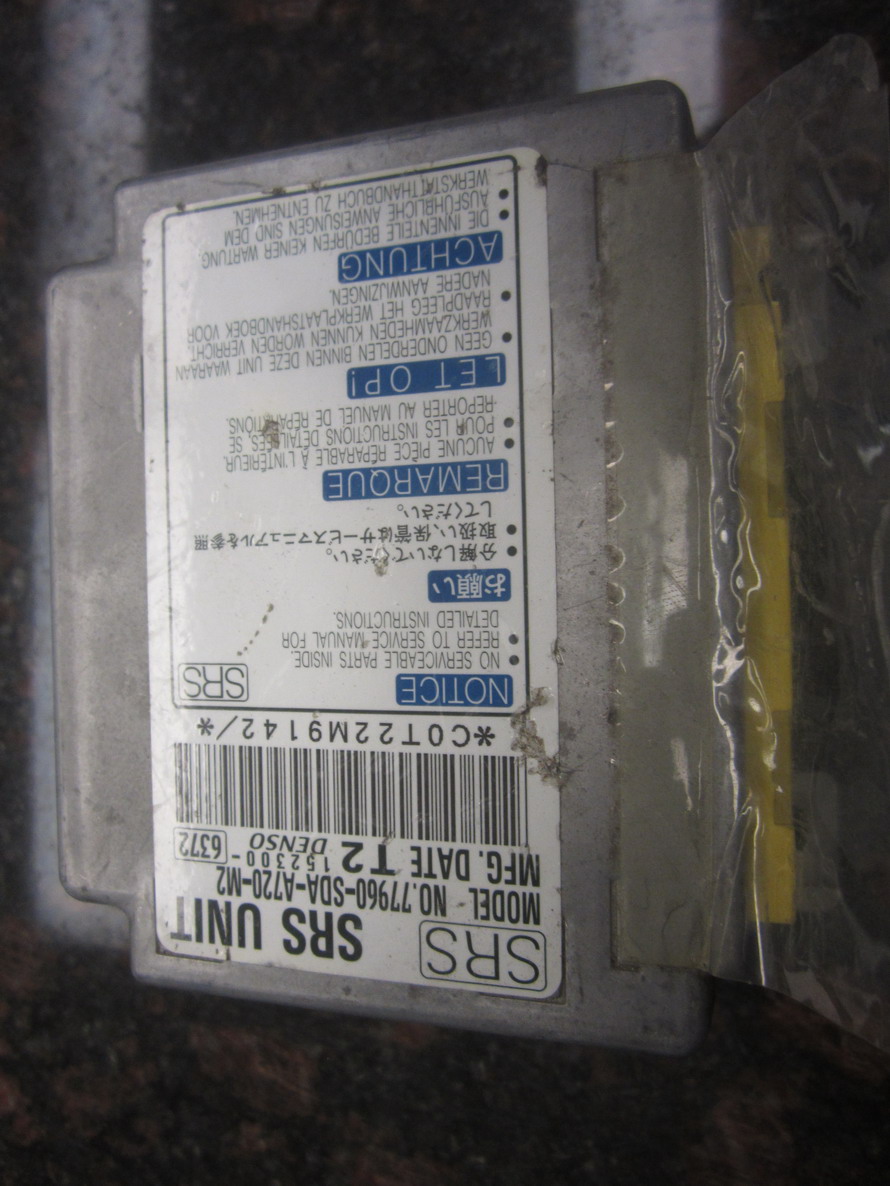 SRS SRS UNIT
MODEL NO.77960-SDA-A720-M2
MFG. DATE T2 152300-6372
DENSO
*C0T22M9142/*
NOTICE SRS
● NO SERVICEABLE PARTS INSIDE.
● REFER TO SERVICE MANUAL FOR
DETAILED INSTRUCTIONS.
お願い
● 分解しないでください。
● 取扱い、保管はサービスマニュアルを参照
してください。
REMARQUE
● AUCUNE PIÈCE RÉPARABLE À L'INTÉRIEUR.
● POUR LES INSTRUCTIONS DÉTAILLÉES, SE
REPORTER AU MANUEL DE RÉPARATIONS.
LET OP!
● GEEN ONDERDELEN BINNEN DEZE UNIT WARAAN
WERKZAAMHEDEN KUNNEN WORDEN VERRICHT.
● RAADPLEEG HET WERKPLAATSHANDBOEK VOOR
NADERE AANWIJZINGEN.
ACHTUNG
● DIE INNENTEILE BEDÜRFEN KEINER WARTUNG.
● AUSFÜHRLICHE ANWEISUNGEN SIND DEM
WERKSTATTHANDBUCH ZU ENTNEHMEN.